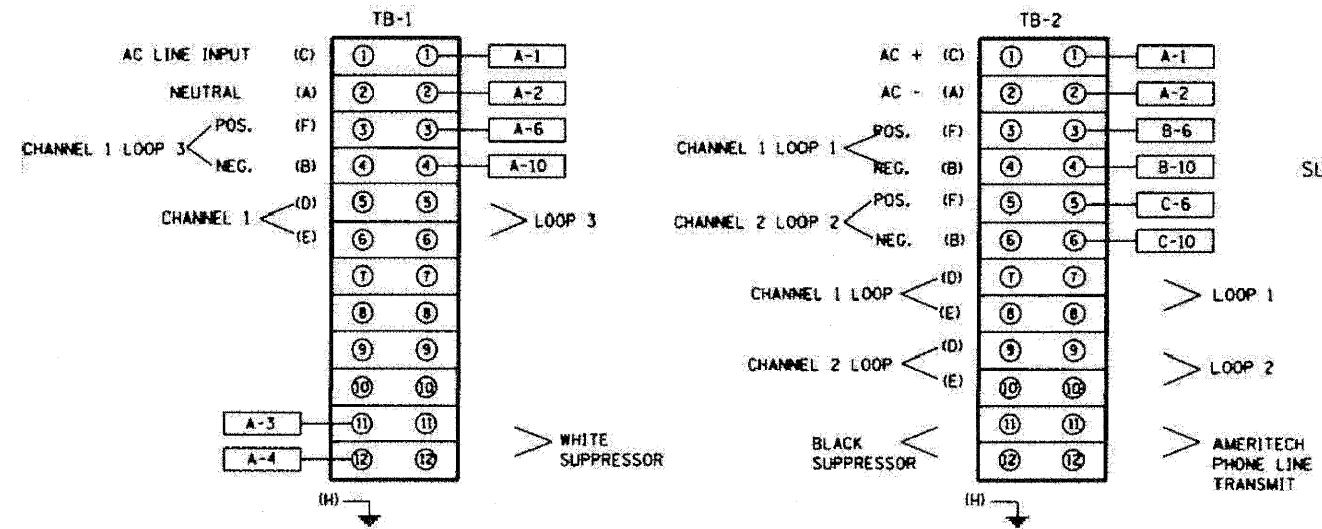 TB-1
AC LINE INPUT (C) 1 1 A-1
NEUTRAL (A) 2 2 A-2
CHANNEL 1 LOOP 3 POS. (F) 3 3 A-6
NEG. (B) 4 4 A-10
CHANNEL 1 (D) 5 5 LOOP 3
(E) 6 6
7 7
8 8
9 9
10 10
A-3 11 11 WHITE
A-4 12 12 SUPPRESSOR
(H)
TB-2
AC + (C) 1 1 A-1
AC - (A) 2 2 A-2
CHANNEL 1 LOOP 1 POS. (F) 3 3 B-6
NEG. (B) 4 4 B-10
CHANNEL 2 LOOP 2 POS. (F) 5 5 C-6
NEG. (B) 6 6 C-10
CHANNEL 1 LOOP (D) 7 7 LOOP 1
(E) 8 8
CHANNEL 2 LOOP (D) 9 9 LOOP 2
(E) 10 10
BLACK 11 11 AMERITECH
SUPPRESSOR 12 12 PHONE LINE
TRANSMIT
(H)